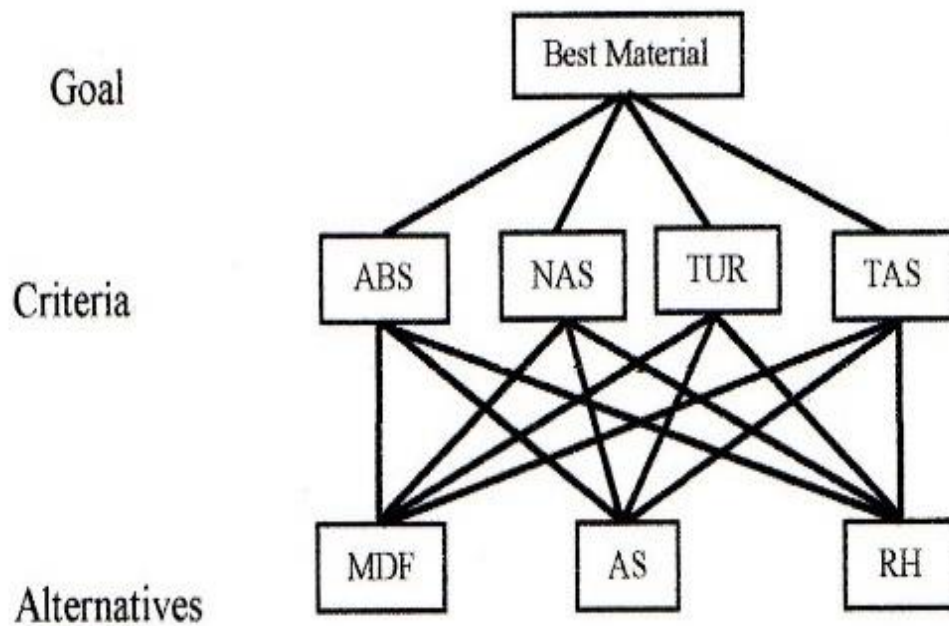 Best Material
Goal
ABS NAS TUR TAS
Criteria
MDF AS RH
Alternatives